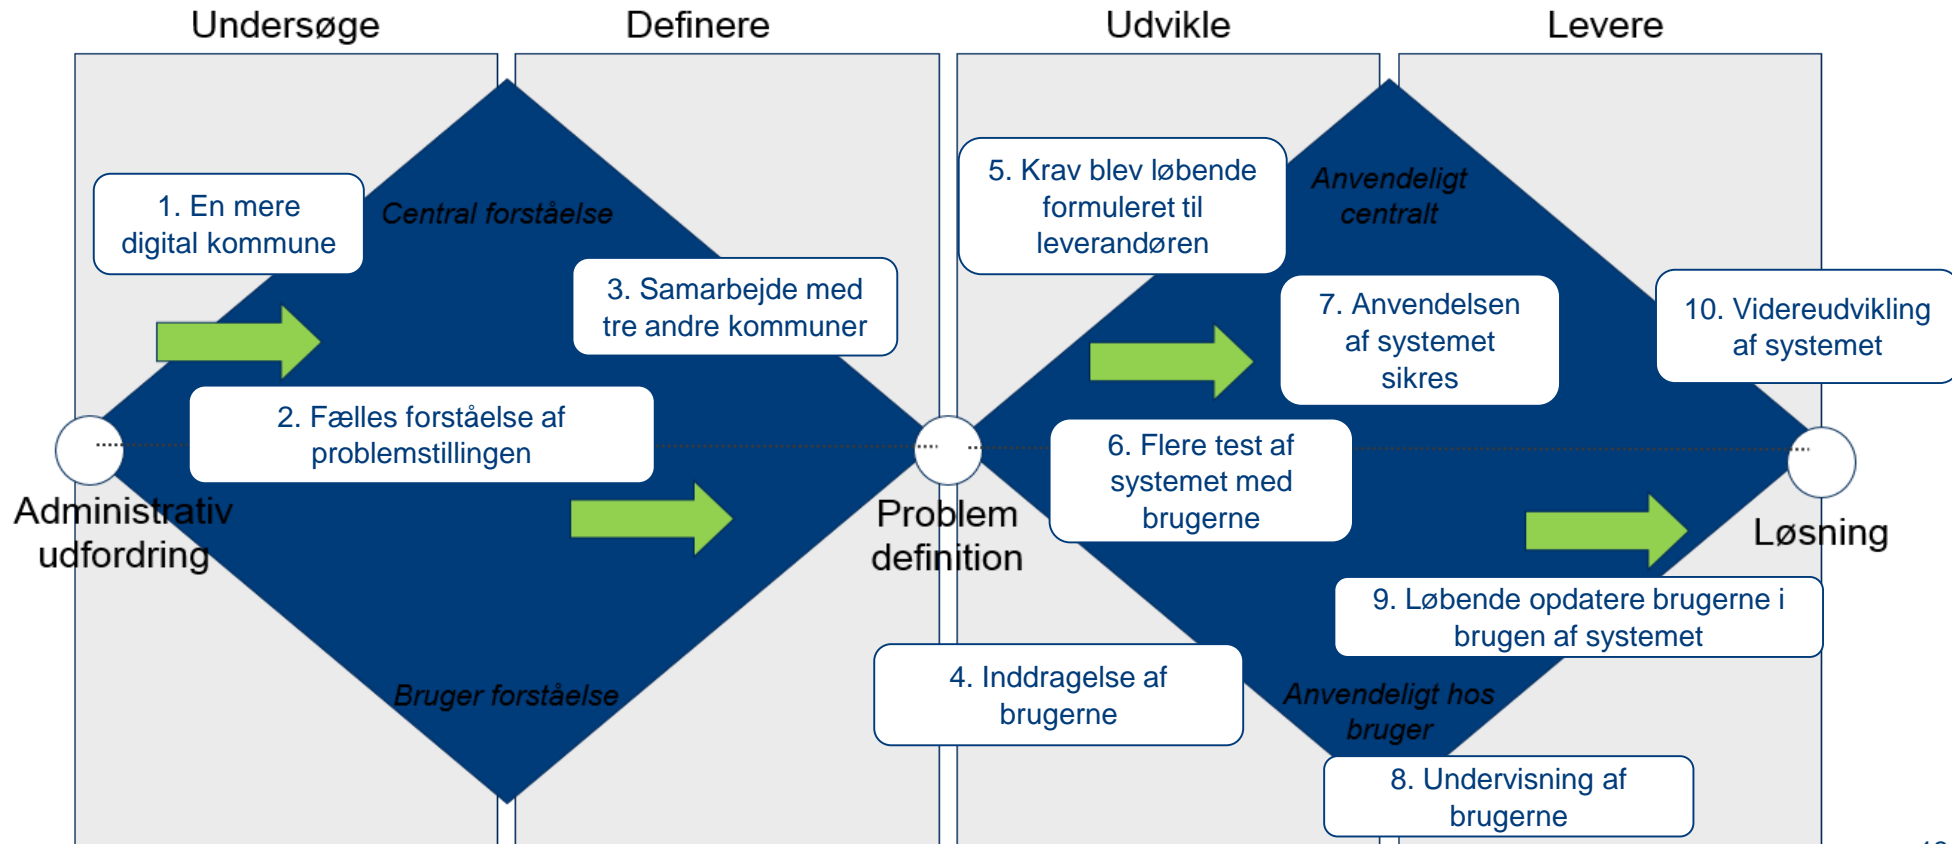 Undersøge
Definere
Udvikle
Levere
1. En mere
digital kommune
Central forståelse
3. Samarbejde med
tre andre kommuner
2. Fælles forståelse af
problemstillingen
Administrativ
udfordring
Bruger forståelse
Problem
definition
5. Krav blev løbende
formuleret til
leverandøren
Anvendeligt
centralt
7. Anvendelsen
af systemet
sikres
10. Videreudvikling
af systemet
6. Flere test af
systemet med
brugerne
Løsning
9. Løbende opdatere brugerne i
brugen af systemet
4. Inddragelse af
brugerne
Anvendeligt hos
bruger
8. Undervisning af
brugerne